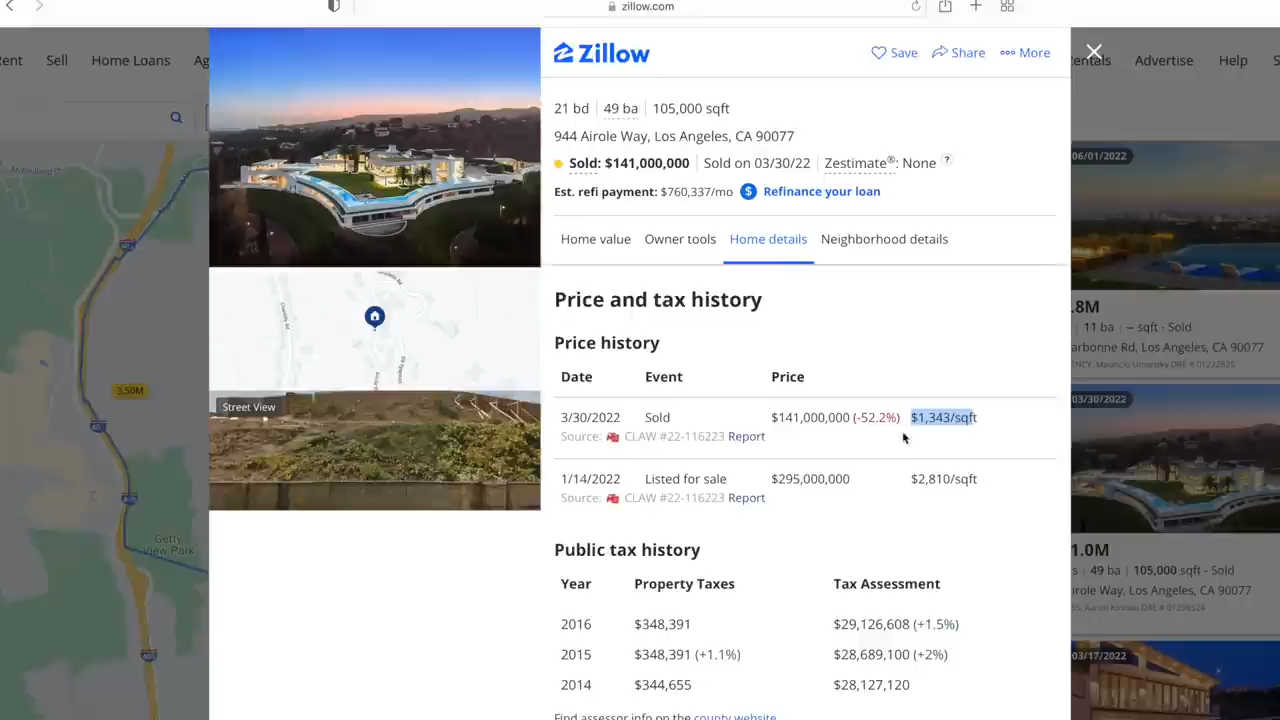 zillow.com
ent Sell Home Loans Ag
Zillow
Save Share More
entals Advertise Help S
21 bd 49 ba 105,000 sqft
944 Airole Way, Los Angeles, CA 90077
Sold: $141,000,000 Sold on 03/30/22 Zestimate®: None ?
Est. refi payment: $760,337/mo $ Refinance your loan
Home value Owner tools Home details Neighborhood details
Price and tax history
Price history
Date Event Price
3/30/2022 Sold $141,000,000 (-52.2%) $1,343/sqft
Source: CLAW #22-116223 Report
1/14/2022 Listed for sale $295,000,000 $2,810/sqft
Source: CLAW #22-116223 Report
Public tax history
Year Property Taxes Tax Assessment
2016 $348,391 $29,126,608 (+1.5%)
2015 $348,391 (+1.1%) $28,689,100 (+2%)
2014 $344,655 $28,127,120
Find assessor info on the county website
Street View
3.50M
405
405
405
405
Getty
View Park
06/01/2022
.8M
11 ba -- sqft - Sold
arbonne Rd, Los Angeles, CA 90077
03/30/2022
1.0M
s 49 ba 105,000 sqft - Sold
irole Way, Los Angeles, CA 90077
03/17/2022